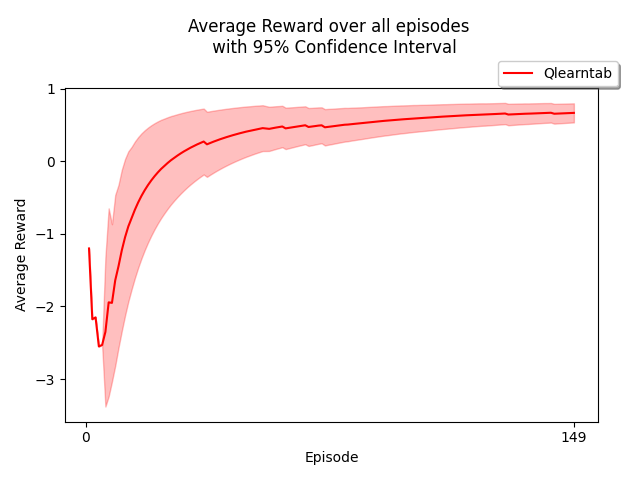 Average Reward over all episodes
with 95% Confidence Interval
Qlearntab
1
0
−1
−2
−3
Average Reward
0
149
Episode